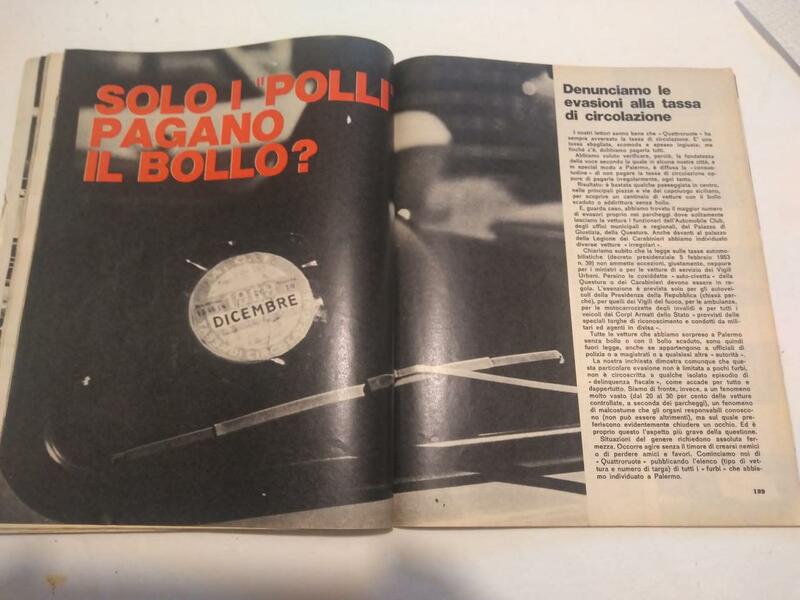 SOLO I "POLLI"
PAGANO
IL BOLLO?
DICEMBRE
Denunciamo le
evasioni alla tassa
di circolazione
I nostri lettori sanno bene che «Quattroruote» ha
sempre avversato la tassa di circolazione. E' una
tassa sbagliata, scomoda e spesso ingiusta; ma
finché c'è, dobbiamo pagarla tutti.
Abbiamo voluto verificare, perciò, la fondatezza
della voce secondo la quale in alcune nostre città, e
in special modo a Palermo, è diffusa la «consue-
tudine» di non pagare la tassa di circolazione op-
pure di pagarla irregolarmente, ogni tanto.
Risultato: è bastata qualche passeggiata in centro,
nelle principali piazze e vie del capoluogo siciliano,
per scoprire un centinaio di vetture con il bollo
scaduto o addirittura senza bollo.
E, guarda caso, abbiamo trovato il maggior numero
di evasori proprio nei parcheggi dove solitamente
lasciano la vettura i funzionari dell'Automobile Club,
degli uffici municipali e regionali, del Palazzo di
Giustizia, della Questura. Anche davanti al palazzo
della Legione dei Carabinieri abbiamo individuato
diverse vetture «irregolari».
Chiariamo subito che la legge sulle tasse automo-
bilistiche (decreto presidenziale 5 febbraio 1953
n. 39) non ammette eccezioni, giustamente, neppure
per i ministri o per le vetture di servizio dei Vigili
Urbani. Persino le cosiddette «auto-civetta» della
Questura o dei Carabinieri devono essere in re-
gola. L'esenzione è prevista solo per gli autovei-
coli della Presidenza della Repubblica (chissà per-
ché), per quelli dei Vigili del fuoco, per le ambulanze,
per le motocarrozzette degli invalidi e per tutti i
veicoli dei Corpi Armati dello Stato «provvisti delle
speciali targhe di riconoscimento e condotti da mili-
tari ed agenti in divisa».
Tutte le vetture che abbiamo sorpreso a Palermo
senza bollo o con il bollo scaduto, sono quindi
fuori legge, anche se appartengono a ufficiali di
polizia o a magistrati o a qualsiasi altra «autorità».
La nostra inchiesta dimostra comunque che que-
sta particolare evasione non è limitata a pochi furbi,
non è circoscritta a qualche isolato episodio di
«delinquenza fiscale», come accade per tutto e
dappertutto. Siamo di fronte, invece, a un fenomeno
molto vasto (dal 20 al 30 per cento delle vetture
controllate, a seconda dei parcheggi), un fenomeno
di malcostume che gli organi responsabili conosco-
no (non può essere altrimenti), ma sul quale pre-
feriscono evidentemente chiudere un occhio. Ed è
proprio questo l'aspetto più grave della questione.
Situazioni del genere richiedono assoluta fer-
mezza. Occorre agire senza il timore di crearsi nemici
o di perdere amici e favori. Cominciamo noi di
«Quattroruote» pubblicando l'elenco (tipo di vet-
tura e numero di targa) di tutti i «furbi» che abbia-
mo individuato a Palermo.
189